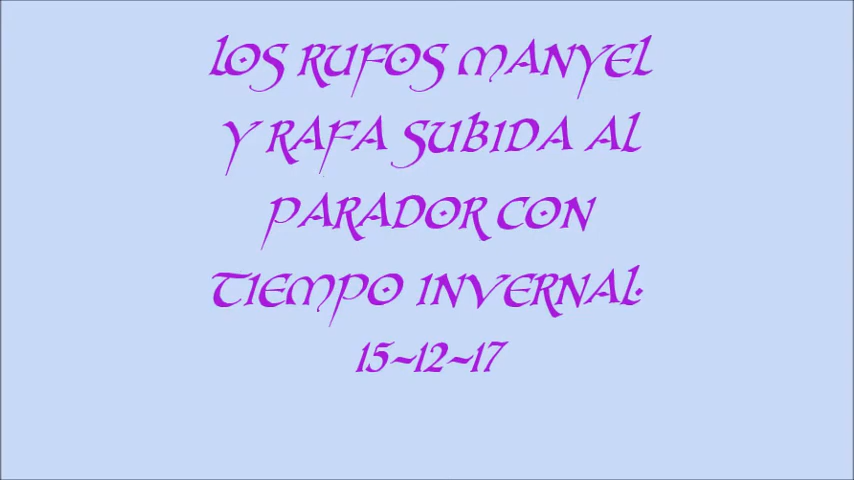 LOS RUFOS MANYEL
Y RAFA SUBIDA AL
PARADOR CON
TIEMPO INVERNAL.
15-12-17